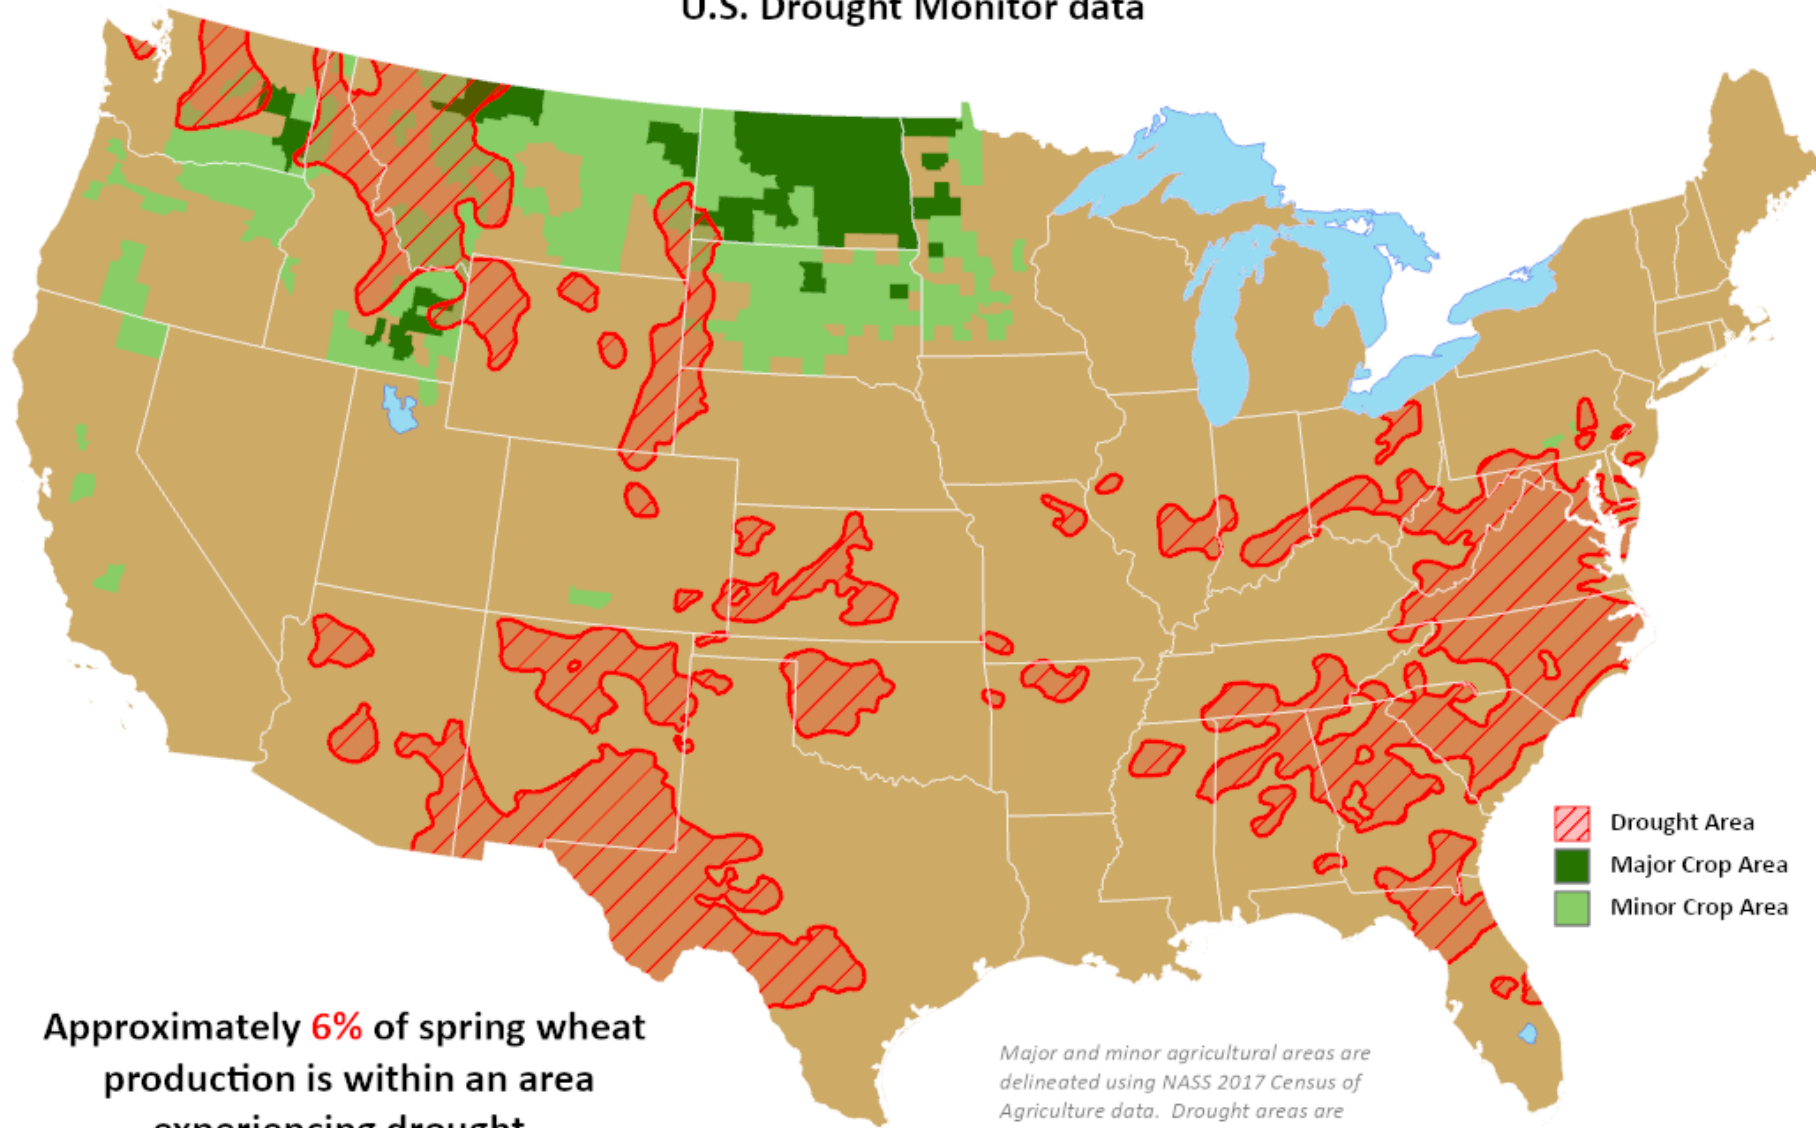 U.S. Drought Monitor data
Drought Area
Major Crop Area
Minor Crop Area
Approximately 6% of spring wheat
production is within an area
experiencing drought.
Major and minor agricultural areas are
delineated using NASS 2017 Census of
Agriculture data. Drought areas are